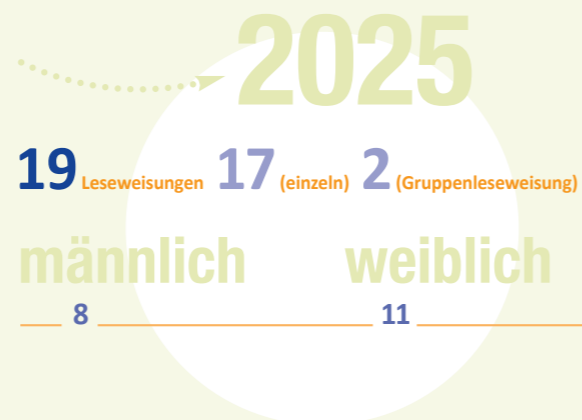 2025
19 Leseweisungen 17 (einzeln) 2 (Gruppenleseweisung)
männlich weiblich
8 11